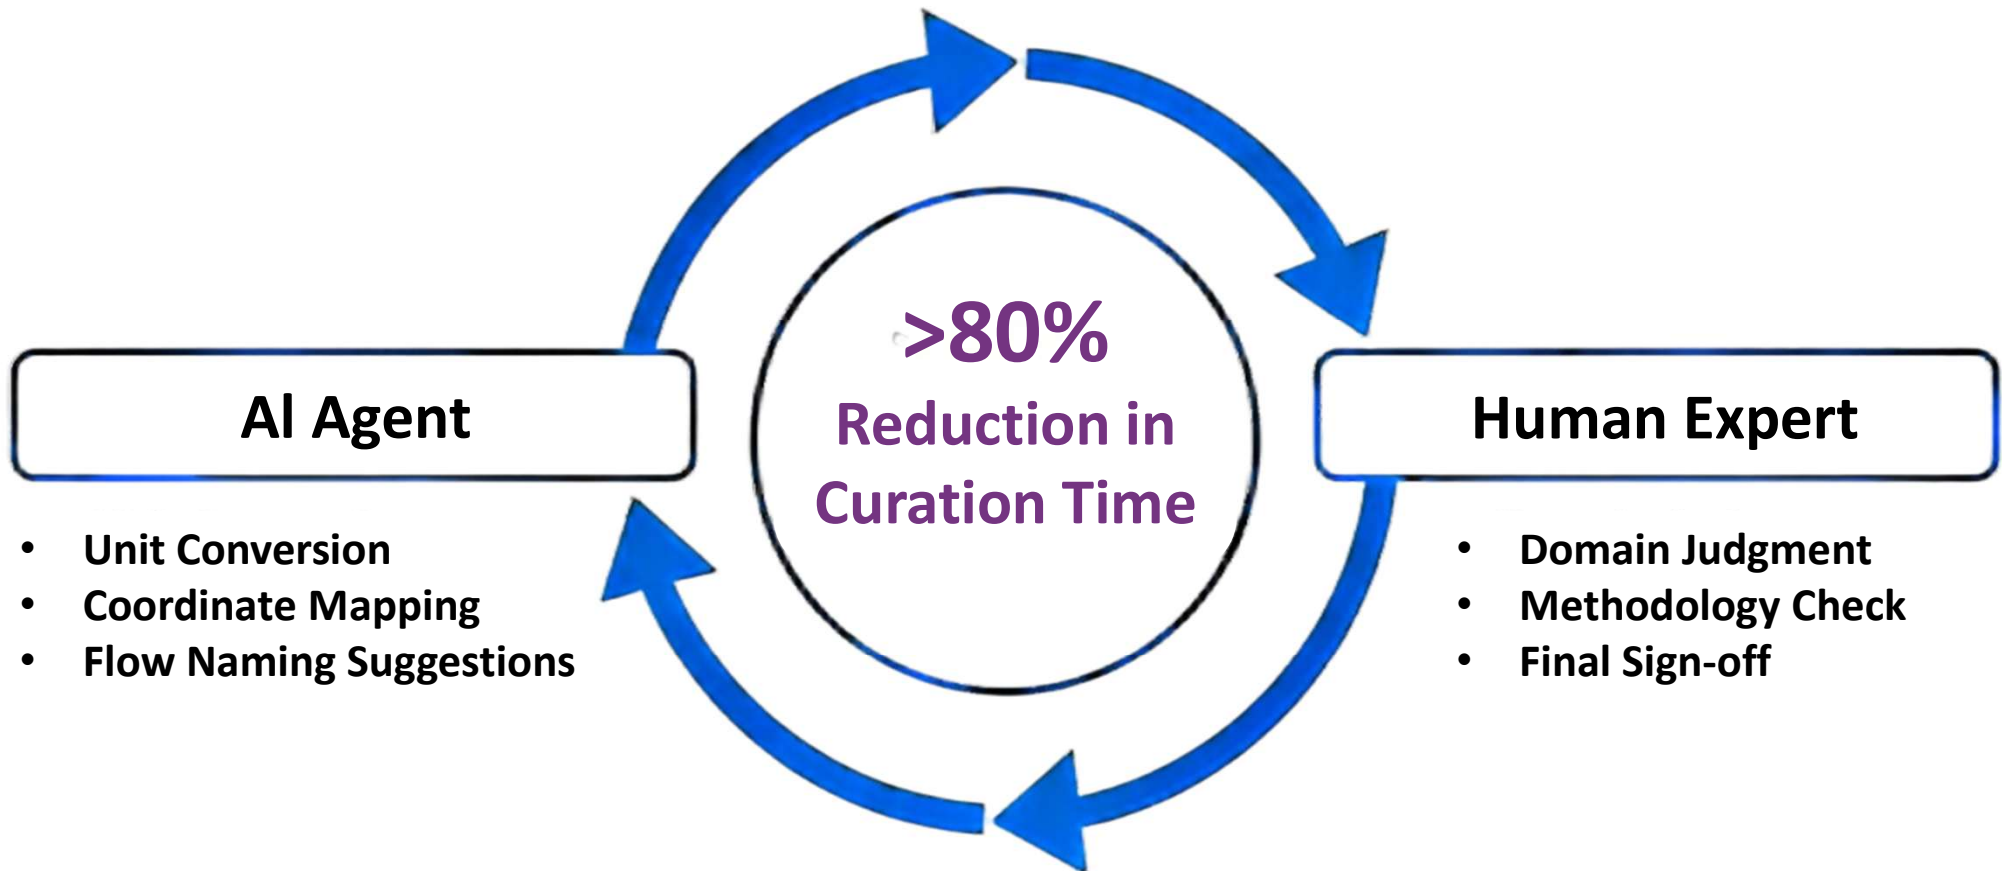 >80%
Reduction in
Curation Time
AI Agent
• Unit Conversion
• Coordinate Mapping
• Flow Naming Suggestions
Human Expert
• Domain Judgment
• Methodology Check
• Final Sign-off